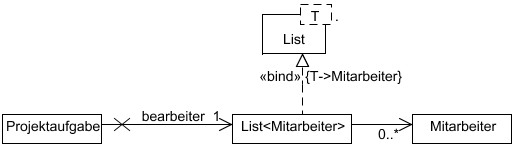 T .
List
«bind» {T->Mitarbeiter}
Projektaufgabe bearbeiter 1 List<Mitarbeiter> 0..* Mitarbeiter